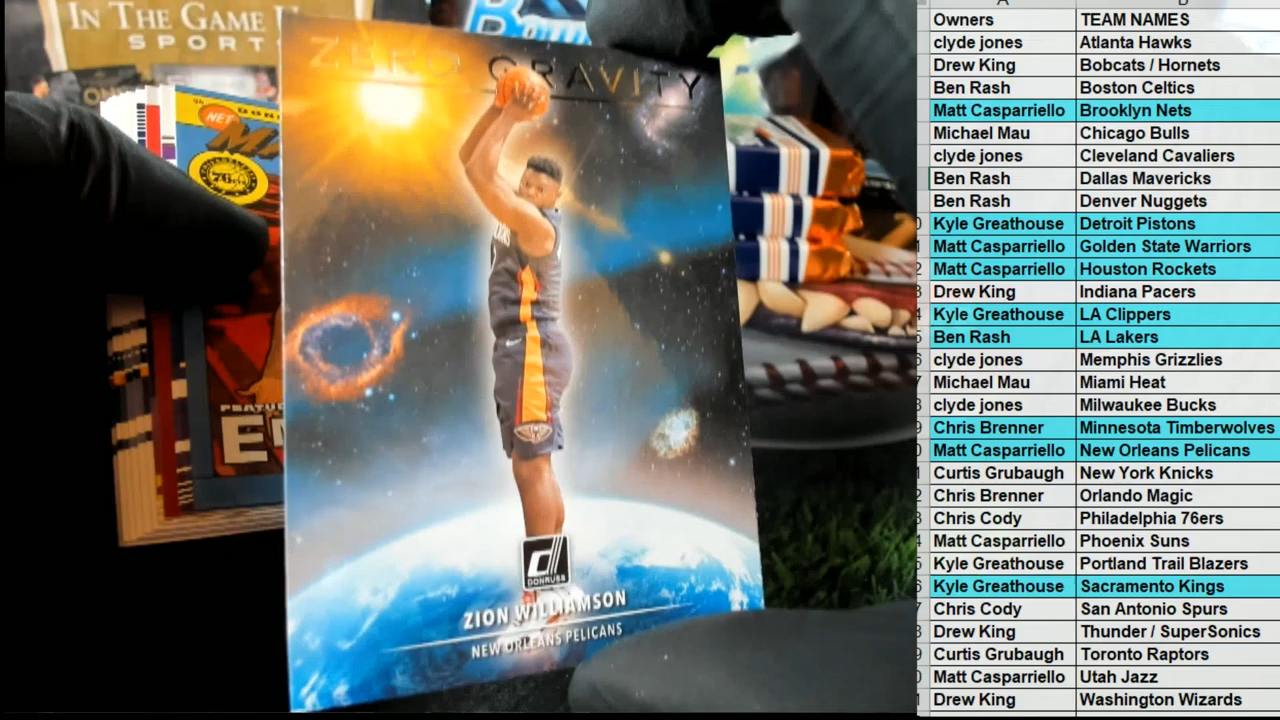 IN THE GAME
SPORT
ZERO GRAVITY
NET
76
FEATU
DONRUSS
ZION WILLIAMSON
NEW ORLEANS PELICANS
Owners TEAM NAMES
clyde jones Atlanta Hawks
Drew King Bobcats / Hornets
Ben Rash Boston Celtics
Matt Casparriello Brooklyn Nets
Michael Mau Chicago Bulls
clyde jones Cleveland Cavaliers
Ben Rash Dallas Mavericks
Ben Rash Denver Nuggets
Kyle Greathouse Detroit Pistons
Matt Casparriello Golden State Warriors
Matt Casparriello Houston Rockets
Drew King Indiana Pacers
Kyle Greathouse LA Clippers
Ben Rash LA Lakers
clyde jones Memphis Grizzlies
Michael Mau Miami Heat
clyde jones Milwaukee Bucks
Chris Brenner Minnesota Timberwolves
Matt Casparriello New Orleans Pelicans
Curtis Grubaugh New York Knicks
Chris Brenner Orlando Magic
Chris Cody Philadelphia 76ers
Matt Casparriello Phoenix Suns
Kyle Greathouse Portland Trail Blazers
Kyle Greathouse Sacramento Kings
Chris Cody San Antonio Spurs
Drew King Thunder / SuperSonics
Curtis Grubaugh Toronto Raptors
Matt Casparriello Utah Jazz
Drew King Washington Wizards